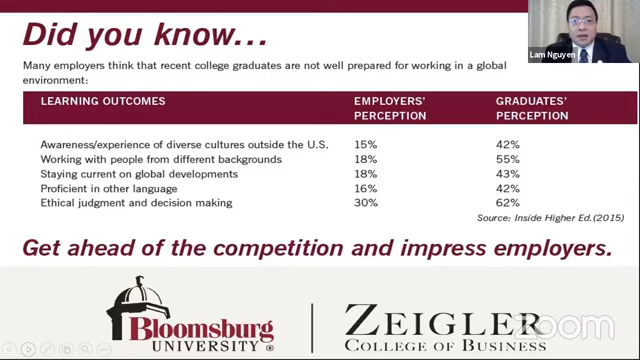 Did you know...
Lam Nguyen
Many employers think that recent college graduates are not well prepared for working in a global
environment:
LEARNING OUTCOMES EMPLOYERS' PERCEPTION GRADUATES' PERCEPTION
Awareness/experience of diverse cultures outside the U.S. 15% 42%
Working with people from different backgrounds 18% 55%
Staying current on global developments 18% 43%
Proficient in other language 16% 42%
Ethical judgment and decision making 30% 62%
Source: Inside Higher Ed.(2015)
Get ahead of the competition and impress employers.
Bloomsburg
UNIVERSITY
ZEIGLER
COLLEGE OF BUSINESS
zoom